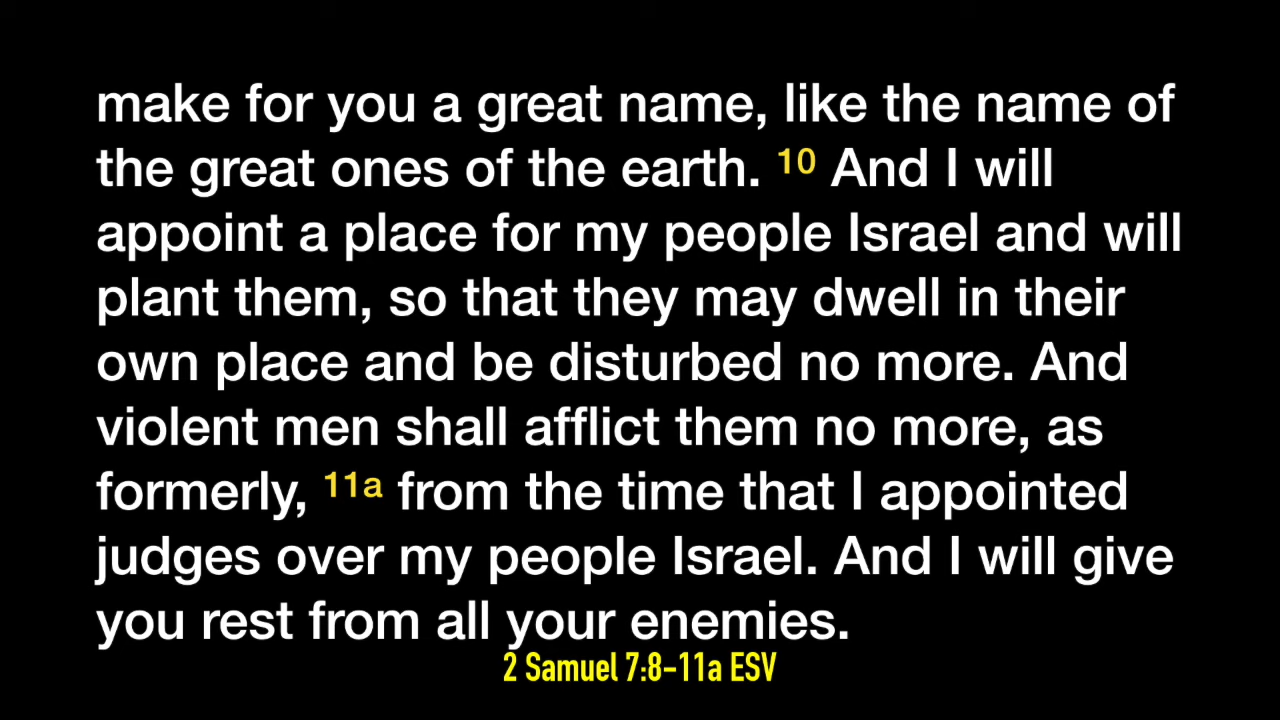 make for you a great name, like the name of
the great ones of the earth. 10 And I will
appoint a place for my people Israel and will
plant them, so that they may dwell in their
own place and be disturbed no more. And
violent men shall afflict them no more, as
formerly, 11a from the time that I appointed
judges over my people Israel. And I will give
you rest from all your enemies.
2 Samuel 7:8–11a ESV